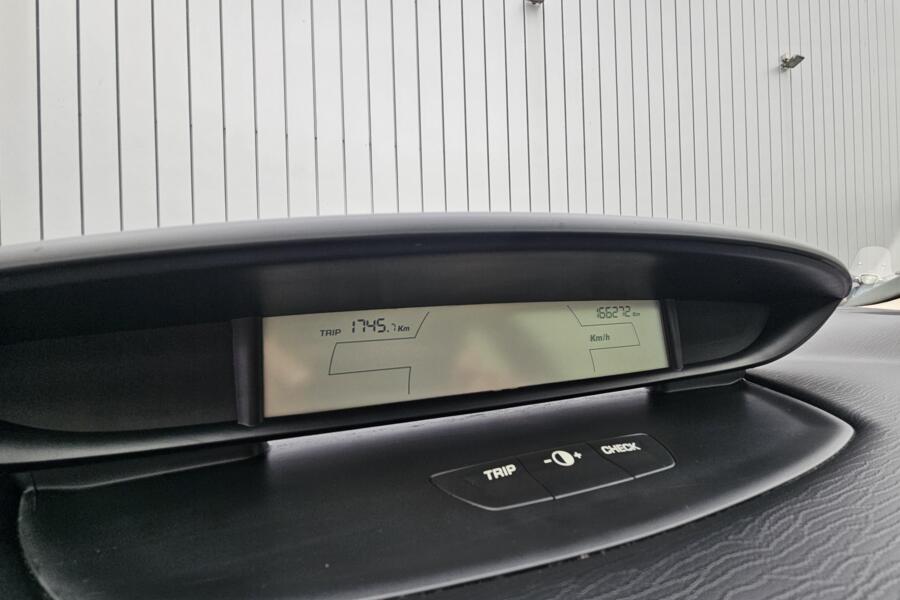 TRIP 1745.7 Km
166272 Km
Km/h
TRIP - + CHECK